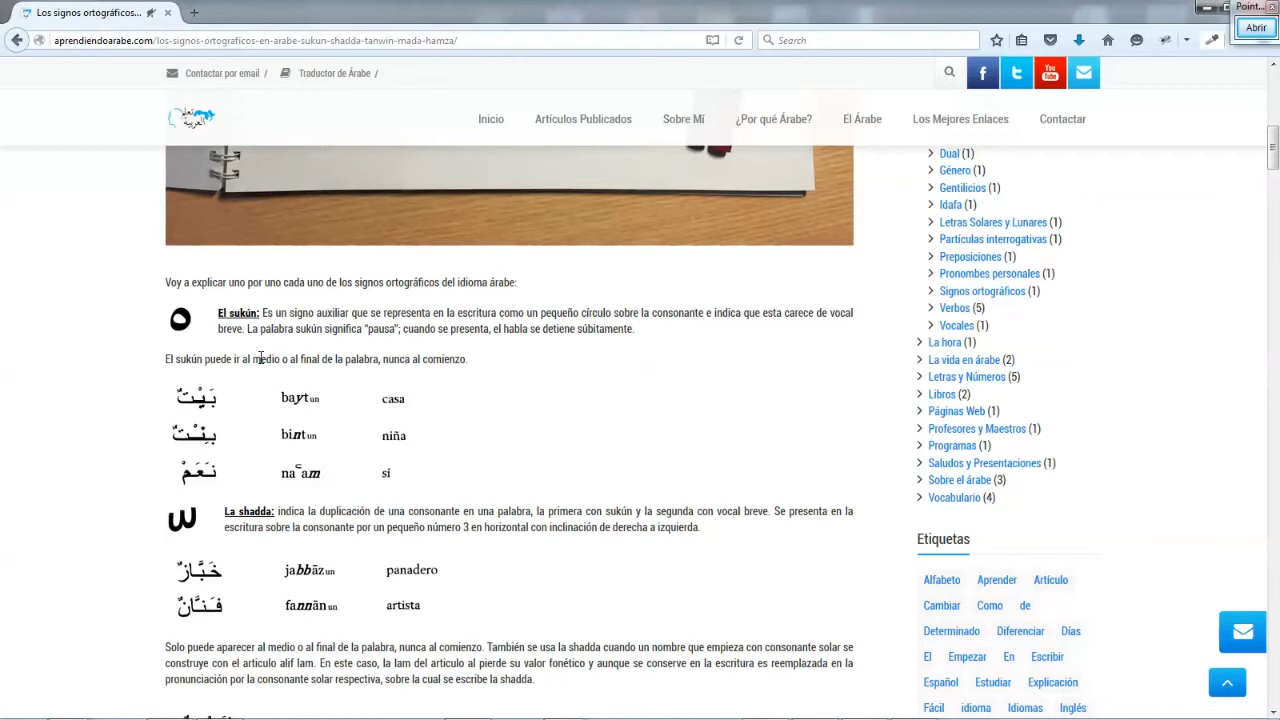 Los signos ortográficos...
Point...
Abrir
aprendiendoarabe.com/los-signos-ortograficos-en-arabe-sukun-shadda-tanwin-mada-hamza/
Search
Contactar por email /
Traductor de Árabe /
You
Tube
تعلم
العربية
Inicio
Artículos Publicados
Sobre Mí
¿Por qué Árabe?
El Árabe
Los Mejores Enlaces
Contactar
Voy a explicar uno por uno cada uno de los signos ortográficos del idioma árabe:
El sukún: Es un signo auxiliar que se representa en la escritura como un pequeño círculo sobre la consonante e indica que esta carece de vocal
breve. La palabra sukún significa “pausa”; cuando se presenta, el habla se detiene súbitamente.
El sukún puede ir al medio o al final de la palabra, nunca al comienzo.
بَيْتٌ baytun casa
بِنْتٌ bintun niña
نَعَمْ naʿam sí
La shadda: indica la duplicación de una consonante en una palabra, la primera con sukún y la segunda con vocal breve. Se presenta en la
escritura sobre la consonante por un pequeño número 3 en horizontal con inclinación de derecha a izquierda.
خَبَّازٌ jabbāzun panadero
فَنَّانٌ fannānun artista
Solo puede aparecer al medio o al final de la palabra, nunca al comienzo. También se usa la shadda cuando un nombre que empieza con consonante solar se
construye con el articulo alif lam. En este caso, la lam del articulo al pierde su valor fonético y aunque se conserve en la escritura es reemplazada en la
pronunciación por la consonante solar respectiva, sobre la cual se escribe la shadda.
Dual (1)
Género (1)
Gentilicios (1)
Idafa (1)
Letras Solares y Lunares (1)
Partículas interrogativas (1)
Preposiciones (1)
Pronombres personales (1)
Signos ortográficos (1)
Verbos (5)
Vocales (1)
La hora (1)
La vida en árabe (2)
Letras y Números (5)
Libros (2)
Páginas Web (1)
Profesores y Maestros (1)
Programas (1)
Saludos y Presentaciones (1)
Sobre el árabe (3)
Vocabulario (4)
Etiquetas
Alfabeto Aprender Artículo
Cambiar Como de
Determinado Diferenciar Días
El Empezar En Escribir
Español Estudiar Explicación
Fácil idioma Idiomas Inglés